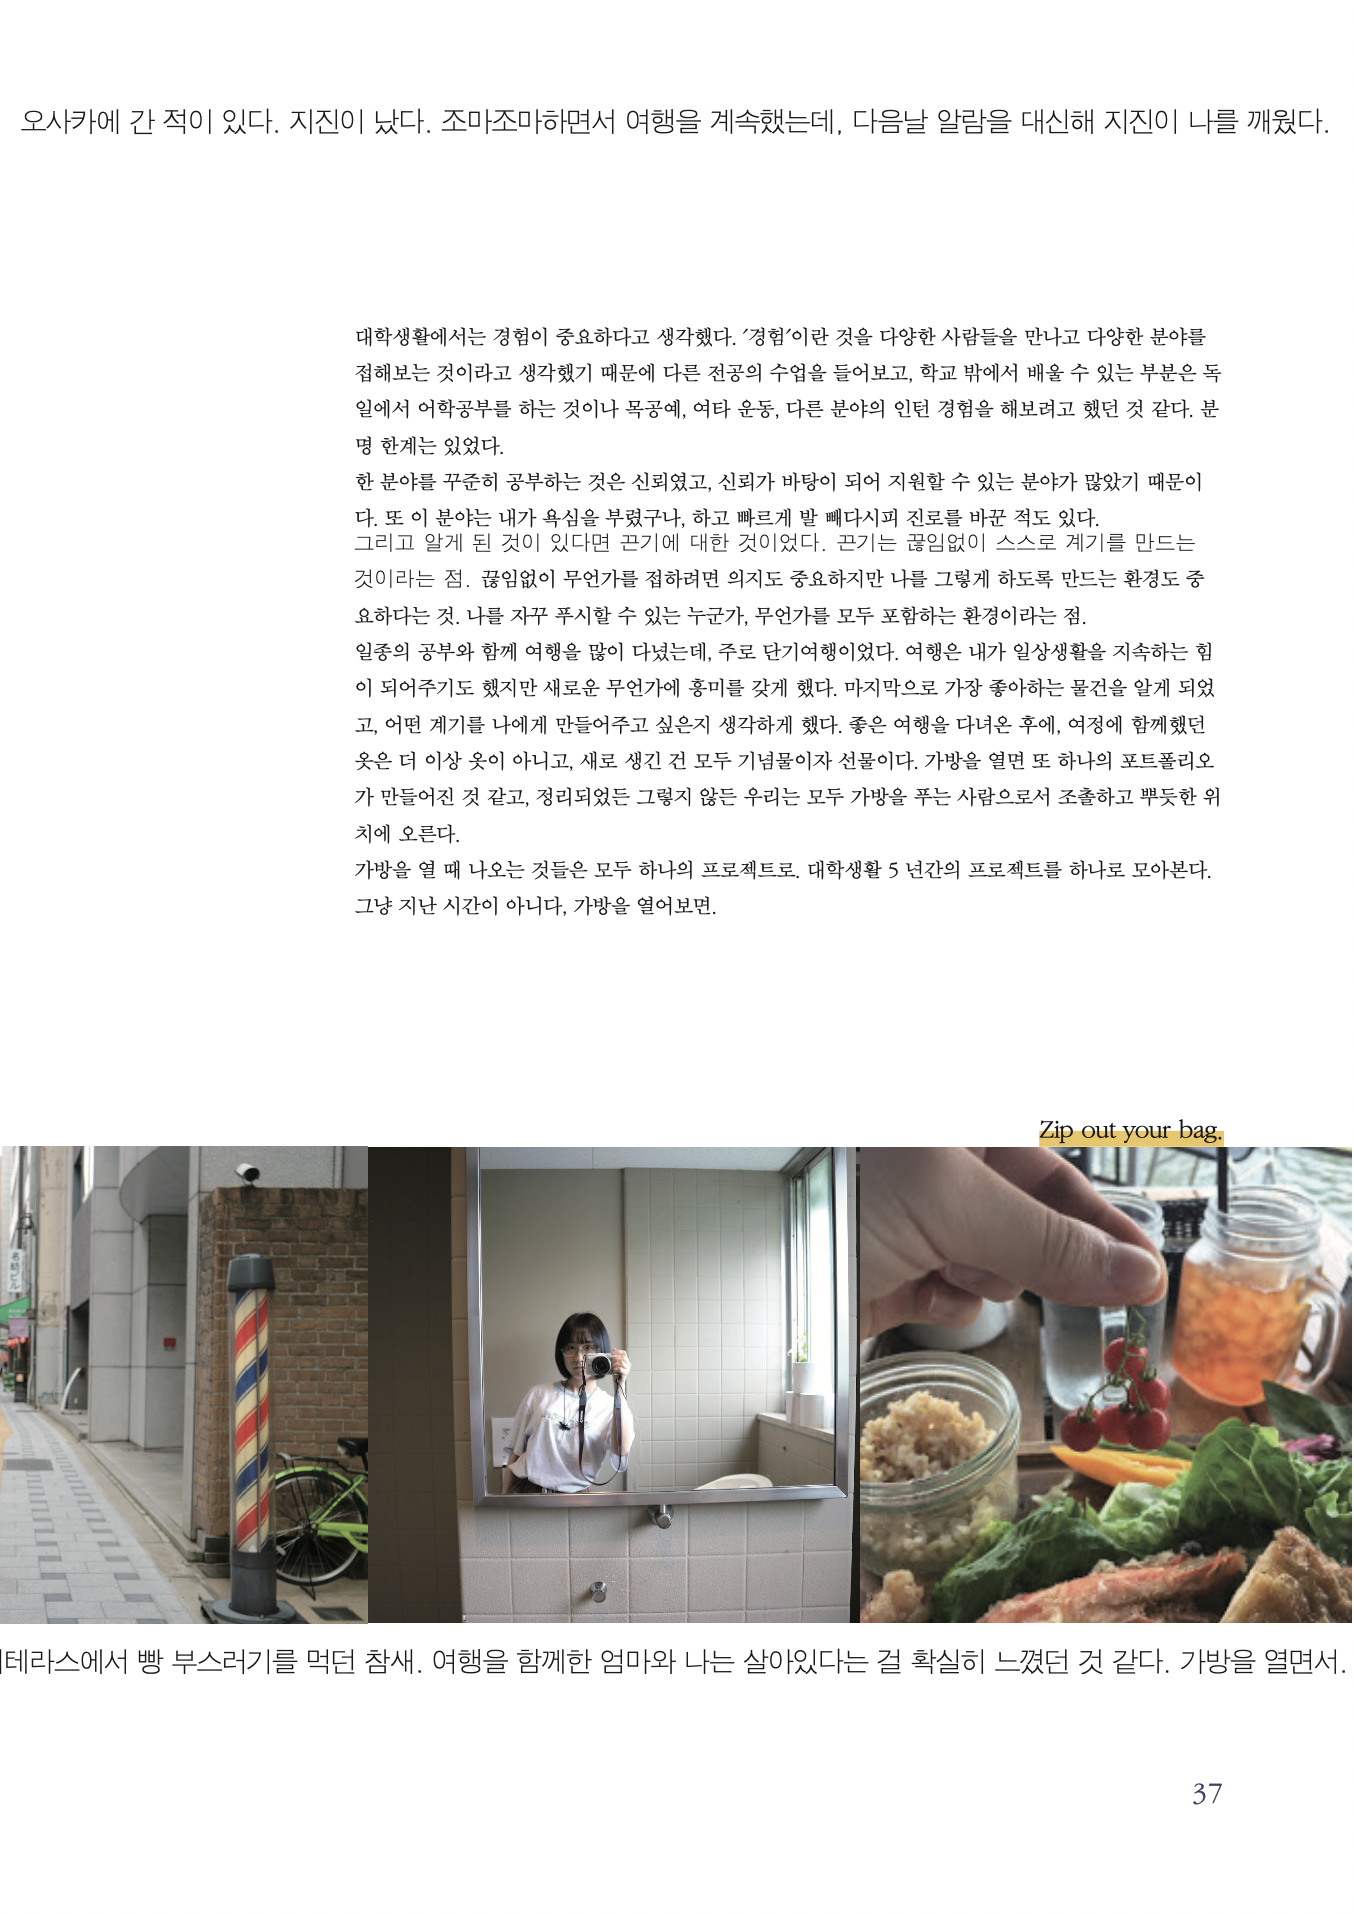 오사카에 간 적이 있다. 지진이 났다. 조마조마하면서 여행을 계속했는데, 다음날 알람을 대신해 지진이 나를 깨웠다.
대학생활에서는 경험이 중요하다고 생각했다. ′경험′이란 것을 다양한 사람들을 만나고 다양한 분야를
접해보는 것이라고 생각했기 때문에 다른 전공의 수업을 들어보고, 학교 밖에서 배울 수 있는 부분은 독
일에서 어학공부를 하는 것이나 목공예, 여타 운동, 다른 분야의 인턴 경험을 해보려고 했던 것 같다. 분
명 한계는 있었다.
한 분야를 꾸준히 공부하는 것은 신뢰였고, 신뢰가 바탕이 되어 지원할 수 있는 분야가 많았기 때문이
다. 또 이 분야는 내가 욕심을 부렸구나, 하고 빠르게 발 빼다시피 진로를 바꾼 적도 있다.
그리고 알게 된 것이 있다면 끈기에 대한 것이었다. 끈기는 끊임없이 스스로 계기를 만드는
것이라는 점. 끊임없이 무언가를 접하려면 의지도 중요하지만 나를 그렇게 하도록 만드는 환경도 중
요하다는 것. 나를 자꾸 푸시할 수 있는 누군가, 무언가를 모두 포함하는 환경이라는 점.
일종의 공부와 함께 여행을 많이 다녔는데, 주로 단기여행이었다. 여행은 내가 일상생활을 지속하는 힘
이 되어주기도 했지만 새로운 무언가에 흥미를 갖게 했다. 마지막으로 가장 좋아하는 물건을 알게 되었
고, 어떤 계기를 나에게 만들어주고 싶은지 생각하게 했다. 좋은 여행을 다녀온 후에, 여정에 함께했던
옷은 더 이상 옷이 아니고, 새로 생긴 건 모두 기념물이자 선물이다. 가방을 열면 또 하나의 포트폴리오
가 만들어진 것 같고, 정리되었든 그렇지 않든 우리는 모두 가방을 푸는 사람으로서 조촐하고 뿌듯한 위
치에 오른다.
가방을 열 때 나오는 것들은 모두 하나의 프로젝트로. 대학생활 5 년간의 프로젝트를 하나로 모아본다.
그냥 지난 시간이 아니다, 가방을 열어보면.
Zip out your bag.
테라스에서 빵 부스러기를 먹던 참새. 여행을 함께한 엄마와 나는 살아있다는 걸 확실히 느꼈던 것 같다. 가방을 열면서.
37